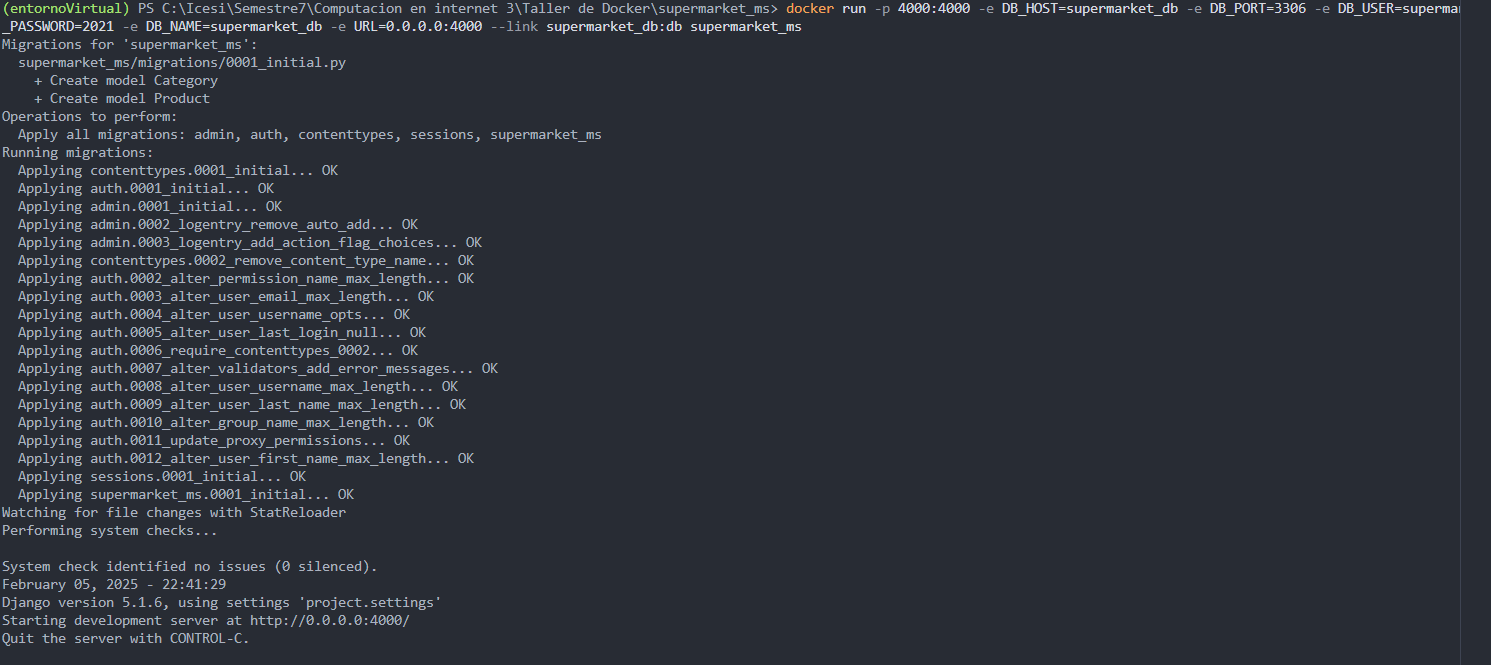 (entornoVirtual) PS C:\Icesi\Semestre7\Computacion en internet 3\Taller de Docker\supermarket_ms> docker run -p 4000:4000 -e DB_HOST=supermarket_db -e DB_PORT=3306 -e DB_USER=superma
_PASSWORD=2021 -e DB_NAME=supermarket_db -e URL=0.0.0.0:4000 --link supermarket_db:db supermarket_ms
Migrations for 'supermarket_ms':
  supermarket_ms/migrations/0001_initial.py
    + Create model Category
    + Create model Product
Operations to perform:
  Apply all migrations: admin, auth, contenttypes, sessions, supermarket_ms
Running migrations:
  Applying contenttypes.0001_initial... OK
  Applying auth.0001_initial... OK
  Applying admin.0001_initial... OK
  Applying admin.0002_logentry_remove_auto_add... OK
  Applying admin.0003_logentry_add_action_flag_choices... OK
  Applying contenttypes.0002_remove_content_type_name... OK
  Applying auth.0002_alter_permission_name_max_length... OK
  Applying auth.0003_alter_user_email_max_length... OK
  Applying auth.0004_alter_user_username_opts... OK
  Applying auth.0005_alter_user_last_login_null... OK
  Applying auth.0006_require_contenttypes_0002... OK
  Applying auth.0007_alter_validators_add_error_messages... OK
  Applying auth.0008_alter_user_username_max_length... OK
  Applying auth.0009_alter_user_last_name_max_length... OK
  Applying auth.0010_alter_group_name_max_length... OK
  Applying auth.0011_update_proxy_permissions... OK
  Applying auth.0012_alter_user_first_name_max_length... OK
  Applying sessions.0001_initial... OK
  Applying supermarket_ms.0001_initial... OK
Watching for file changes with StatReloader
Performing system checks...

System check identified no issues (0 silenced).
February 05, 2025 - 22:41:29
Django version 5.1.6, using settings 'project.settings'
Starting development server at http://0.0.0.0:4000/
Quit the server with CONTROL-C.